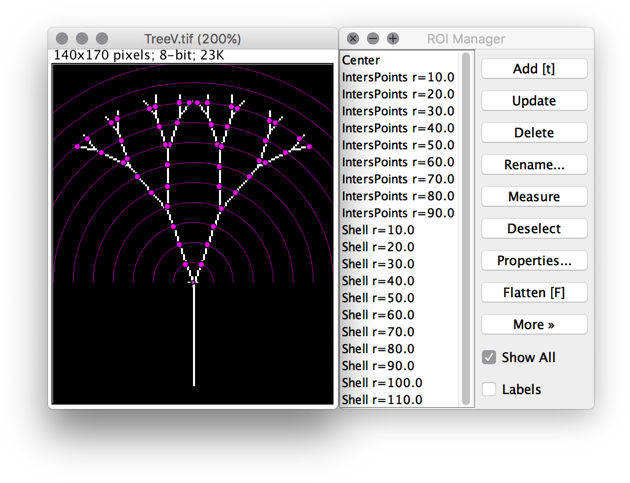 TreeV.tif (200%)
140x170 pixels; 8-bit; 23K
ROI Manager
Center
IntersPoints r=10.0
IntersPoints r=20.0
IntersPoints r=30.0
IntersPoints r=40.0
IntersPoints r=50.0
IntersPoints r=60.0
IntersPoints r=70.0
IntersPoints r=80.0
IntersPoints r=90.0
Shell r=10.0
Shell r=20.0
Shell r=30.0
Shell r=40.0
Shell r=50.0
Shell r=60.0
Shell r=70.0
Shell r=80.0
Shell r=90.0
Shell r=100.0
Shell r=110.0
Add [t]
Update
Delete
Rename...
Measure
Deselect
Properties...
Flatten [F]
More »
Show All
Labels